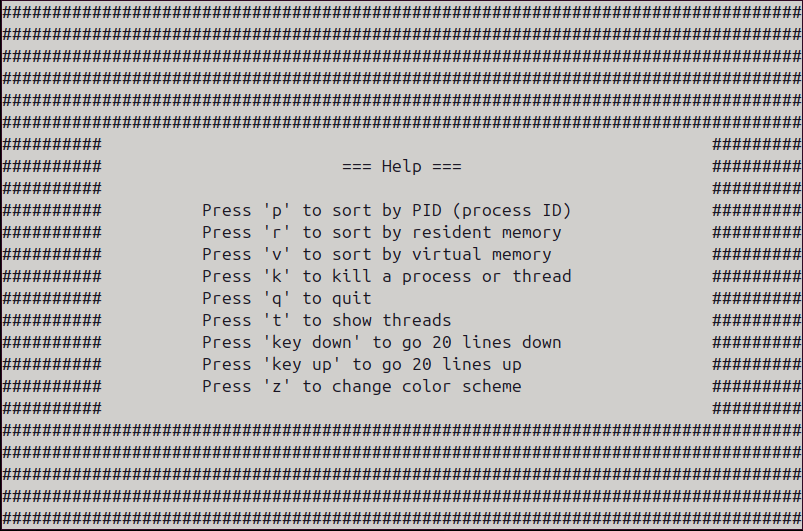 ################################################################################
################################################################################
################################################################################
################################################################################
################################################################################
################################################################################
##########                                                             #########
##########                        === Help ===                         #########
##########                                                             #########
##########          Press 'p' to sort by PID (process ID)              #########
##########          Press 'r' to sort by resident memory               #########
##########          Press 'v' to sort by virtual memory                #########
##########          Press 'k' to kill a process or thread              #########
##########          Press 'q' to quit                                  #########
##########          Press 't' to show threads                          #########
##########          Press 'key down' to go 20 lines down               #########
##########          Press 'key up' to go 20 lines up                   #########
##########          Press 'z' to change color scheme                   #########
##########                                                             #########
################################################################################
################################################################################
################################################################################
################################################################################
################################################################################